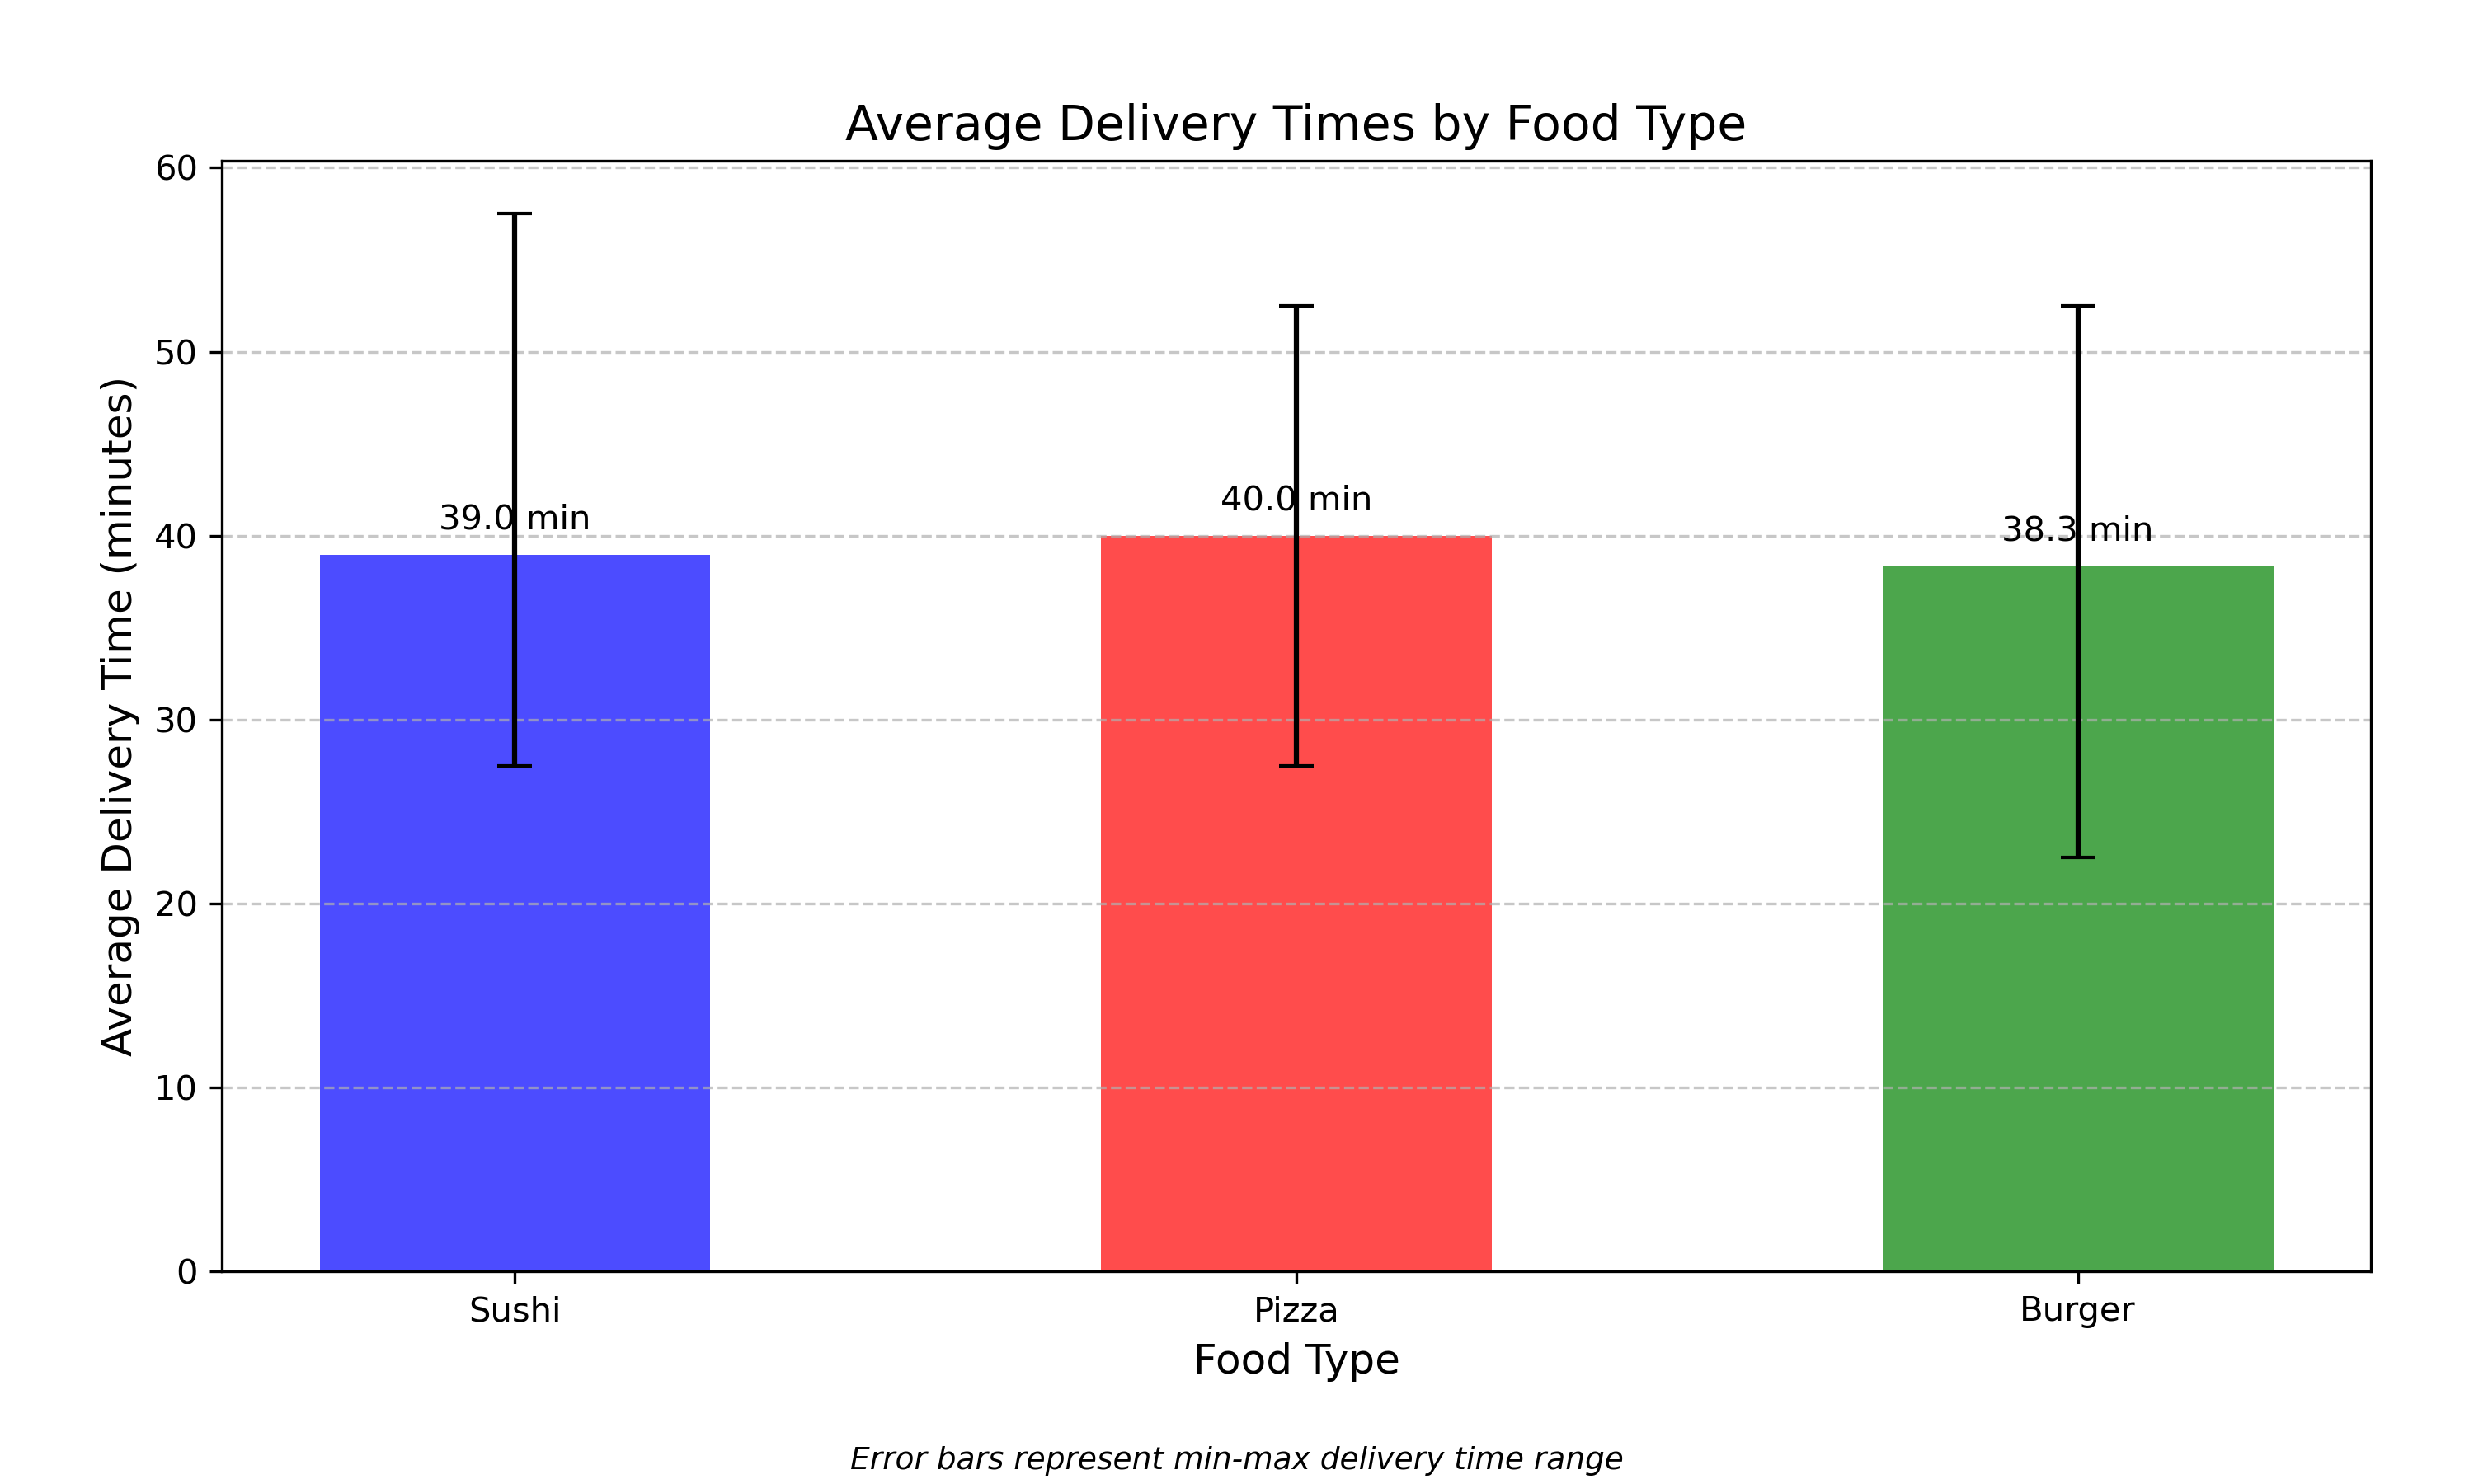 Average Delivery Times by Food Type
Average Delivery Time (minutes)
60
50
40
30
20
10
0
39.0 min
40.0 min
38.3 min
Sushi
Pizza
Burger
Food Type
Error bars represent min-max delivery time range